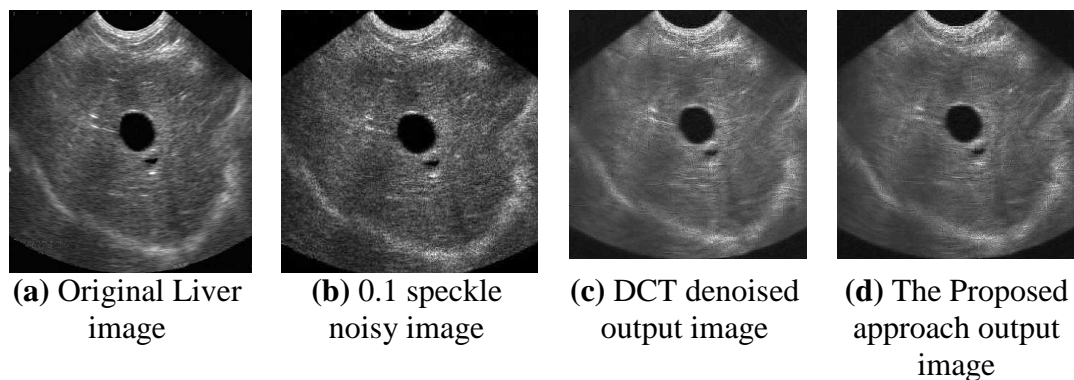 (a) Original Liver
image
(b) 0.1 speckle
noisy image
(c) DCT denoised
output image
(d) The Proposed
approach output
image